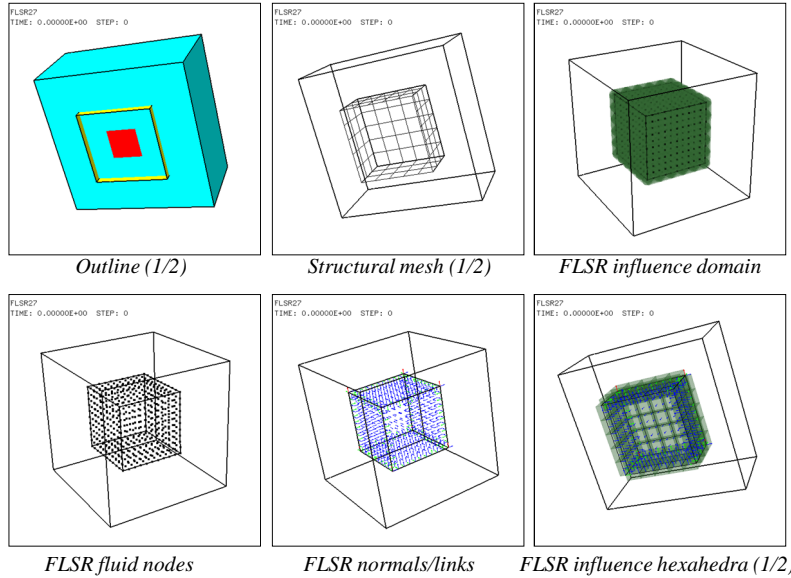 FLSR27
TIME: 0.00000E+00 STEP: 0
FLSR27
TIME: 0.00000E+00 STEP: 0
FLSR27
TIME: 0.00000E+00 STEP: 0
Outline (1/2)
Structural mesh (1/2)
FLSR influence domain
FLSR27
TIME: 0.00000E+00 STEP: 0
FLSR27
TIME: 0.00000E+00 STEP: 0
FLSR27
TIME: 0.00000E+00 STEP: 0
FLSR fluid nodes
FLSR normals/links
FLSR influence hexahedra (1/2)